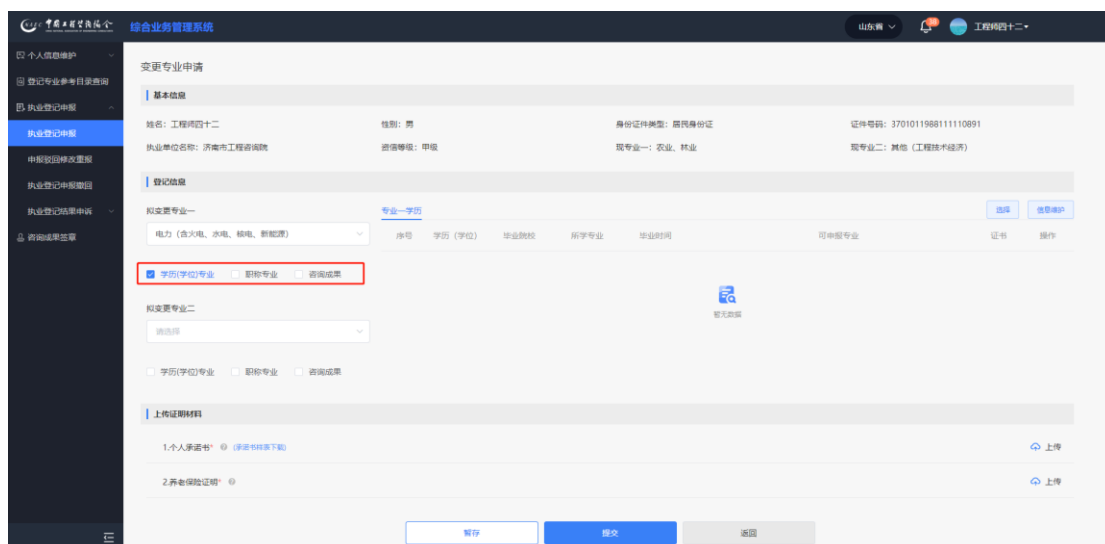 中国工程咨询协会 综合业务管理系统 山东省 工程师四十二
个人信息维护
登记专业参考目录查询
执业登记申报
执业登记申报
申报驳回修改重报
执业登记申报撤回
执业登记结果申诉
咨询成果签章
变更专业申请
基本信息
姓名：工程师四十二 性别：男 身份证件类型：居民身份证 证件号码：3701011988111110891
执业单位名称：济南市工程咨询院 资信等级：甲级 现专业一：农业、林业 现专业二：其他（工程技术经济）
登记信息
拟变更专业一 专业一学历 选择 信息维护
电力（含火电、水电、核电、新能源） 序号 学历（学位） 毕业院校 所学专业 毕业时间 可申报专业 证书 操作
学历(学位)专业 职称专业 咨询成果
暂无数据
拟变更专业二
请选择
学历(学位)专业 职称专业 咨询成果
上传证明材料
1.个人承诺书* (承诺书样表下载) 上传
2.养老保险证明* 上传
暂存 提交 返回